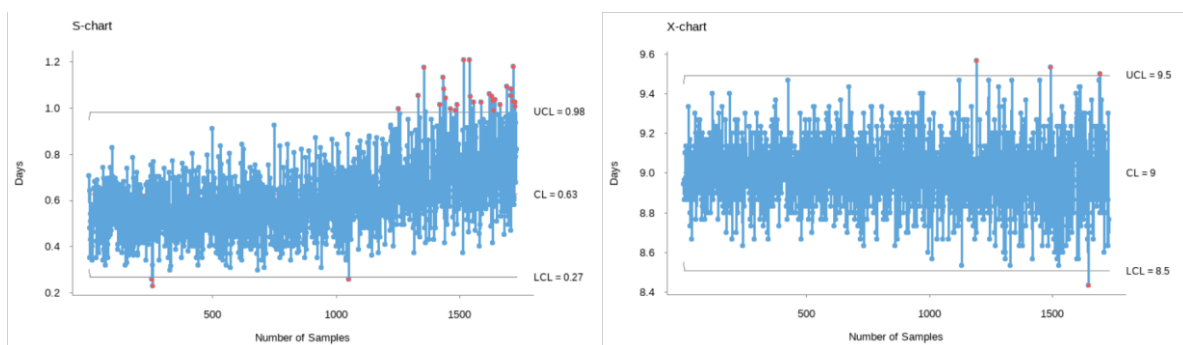 S-chart
1.2
1.0
0.8
0.6
0.4
0.2
Days
UCL = 0.98
CL = 0.63
LCL = 0.27
500
1000
1500
Number of Samples
X-chart
9.6
9.4
9.2
9.0
8.8
8.6
8.4
Days
UCL = 9.5
CL = 9
LCL = 8.5
500
1000
1500
Number of Samples